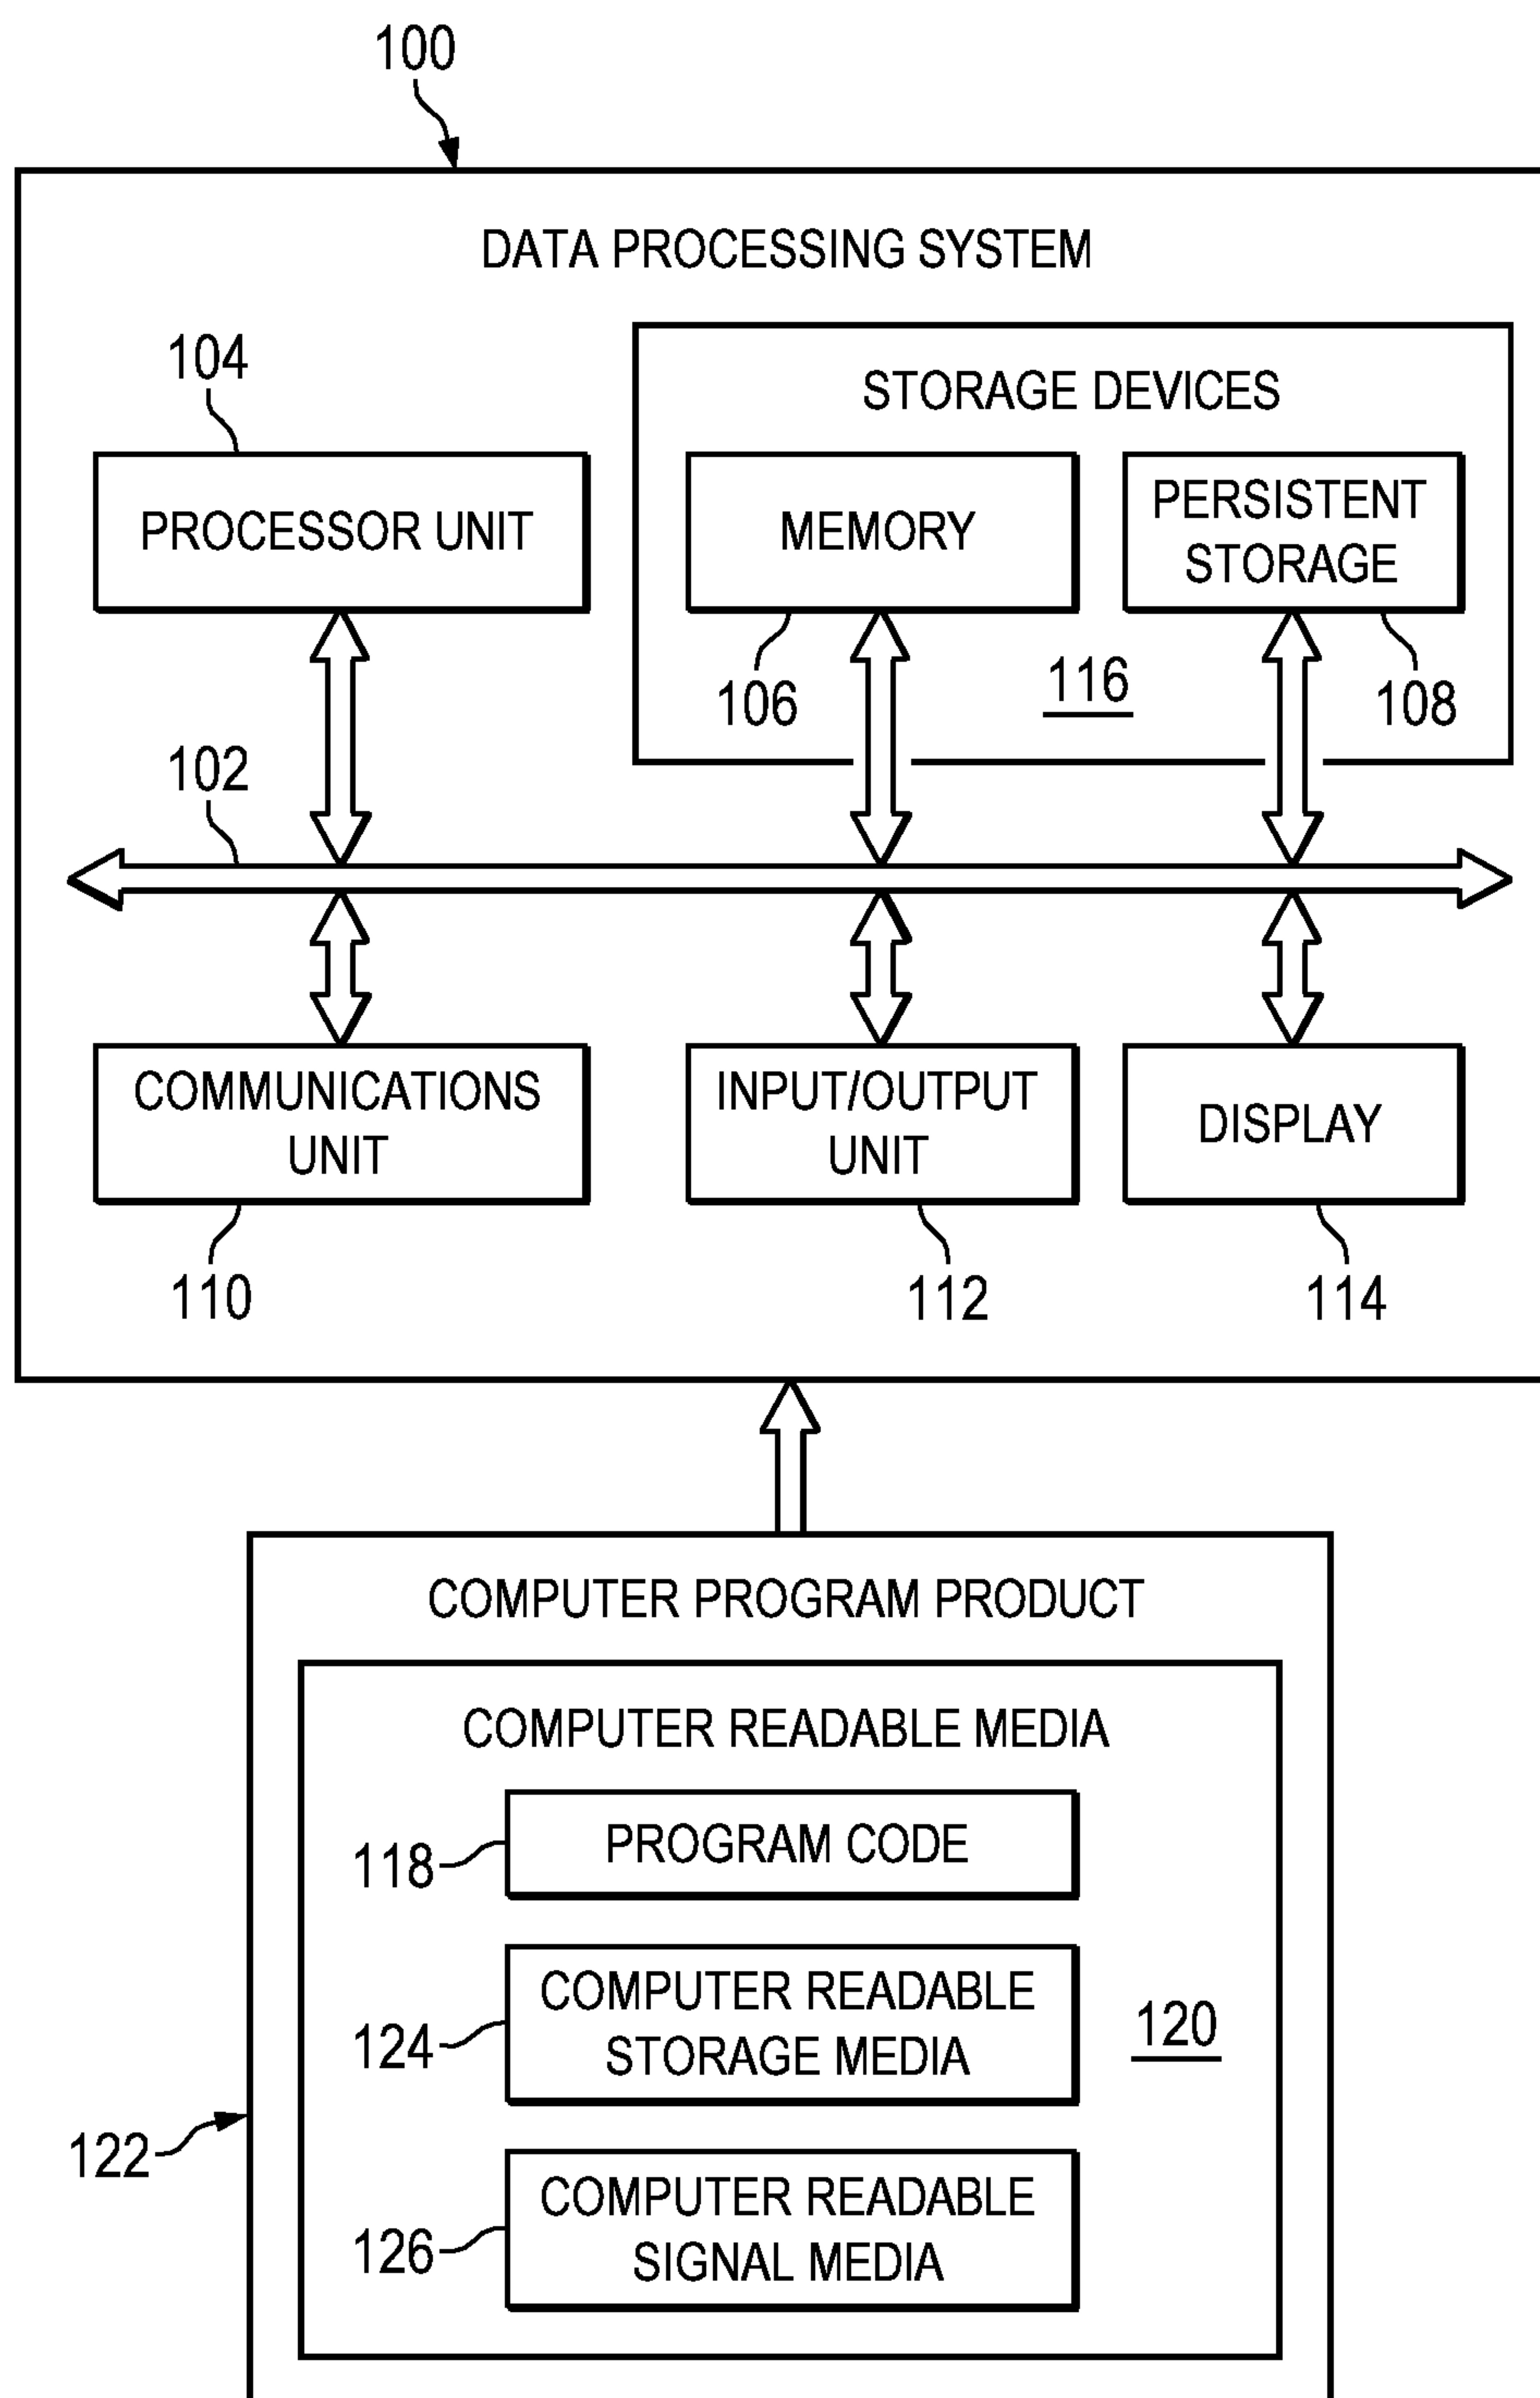 100
DATA PROCESSING SYSTEM
104
STORAGE DEVICES
PROCESSOR UNIT
MEMORY
PERSISTENT
STORAGE
106
116
108
102
COMMUNICATIONS
UNIT
INPUT/OUTPUT
UNIT
DISPLAY
110
112
114
COMPUTER PROGRAM PRODUCT
COMPUTER READABLE MEDIA
118
PROGRAM CODE
124
COMPUTER READABLE
STORAGE MEDIA
120
122
126
COMPUTER READABLE
SIGNAL MEDIA